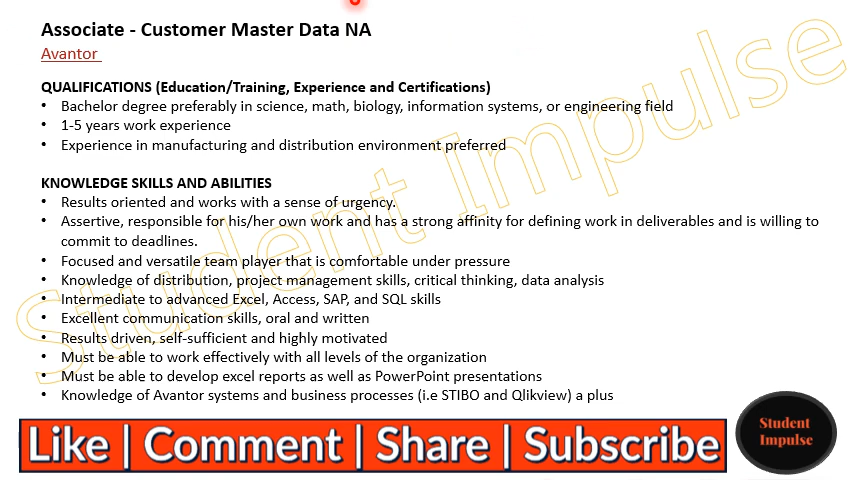 Associate - Customer Master Data NA
Avantor
QUALIFICATIONS (Education/Training, Experience and Certifications)
• Bachelor degree preferably in science, math, biology, information systems, or engineering field
• 1-5 years work experience
• Experience in manufacturing and distribution environment preferred
KNOWLEDGE SKILLS AND ABILITIES
• Results oriented and works with a sense of urgency.
• Assertive, responsible for his/her own work and has a strong affinity for defining work in deliverables and is willing to
commit to deadlines.
• Focused and versatile team player that is comfortable under pressure
• Knowledge of distribution, project management skills, critical thinking, data analysis
• Intermediate to advanced Excel, Access, SAP, and SQL skills
• Excellent communication skills, oral and written
• Results driven, self-sufficient and highly motivated
• Must be able to work effectively with all levels of the organization
• Must be able to develop excel reports as well as PowerPoint presentations
• Knowledge of Avantor systems and business processes (i.e STIBO and Qlikview) a plus
Student Impulse
Like | Comment | Share | Subscribe
Student
Impulse